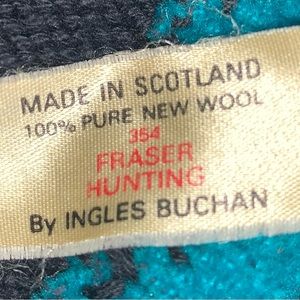 MADE IN SCOTLAND
100% PURE NEW WOOL
354
FRASER
HUNTING
By INGLES BUCHAN